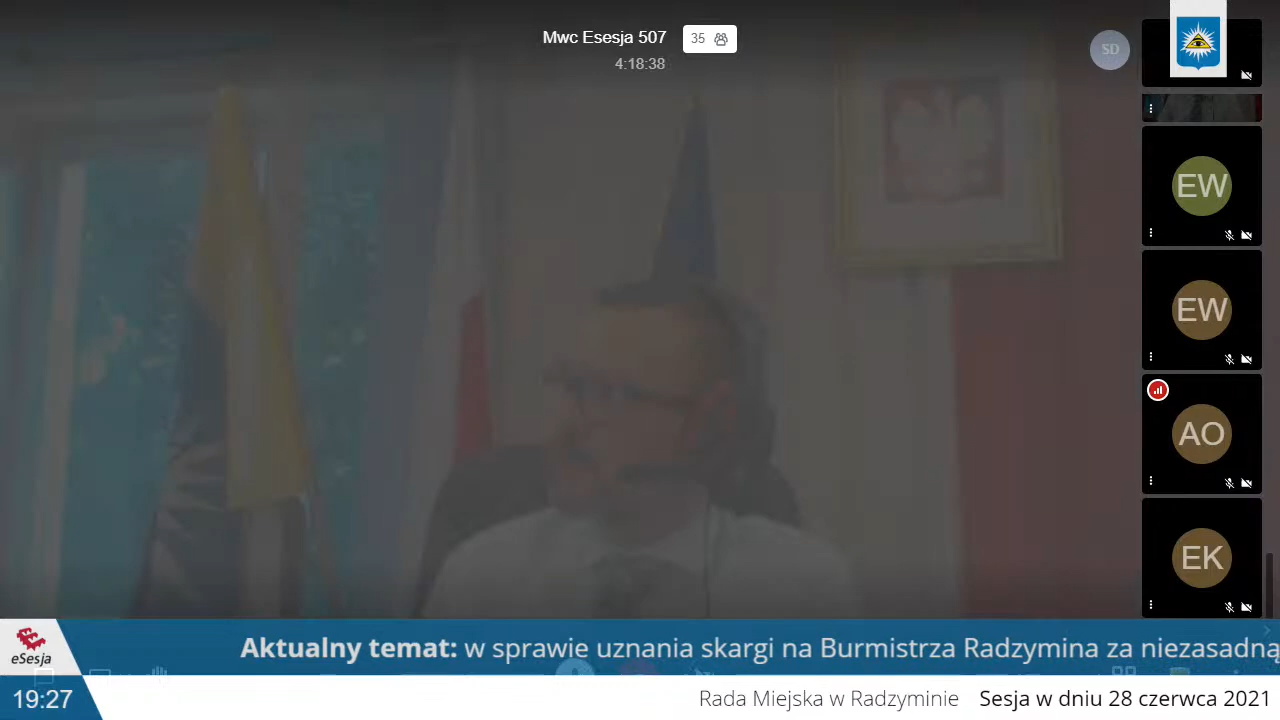 Mwc Esesja 507
35
4:18:38
SD
EW
EW
AO
EK
Aktualny temat: w sprawie uznania skargi na Burmistrza Radzymina za niezasadną
eSesja
19:27
Rada Miejska w Radzyminie Sesja w dniu 28 czerwca 2021